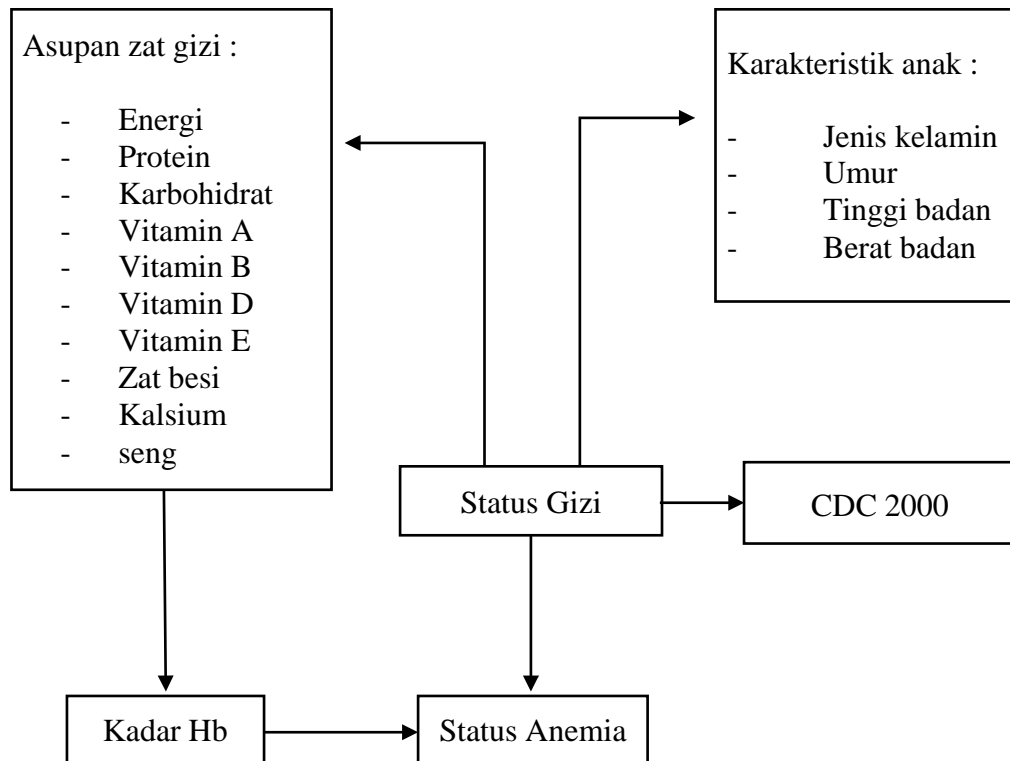 Asupan zat gizi :
- Energi
- Protein
- Karbohidrat
- Vitamin A
- Vitamin B
- Vitamin D
- Vitamin E
- Zat besi
- Kalsium
- seng
Karakteristik anak :
- Jenis kelamin
- Umur
- Tinggi badan
- Berat badan
Status Gizi
CDC 2000
Kadar Hb
Status Anemia